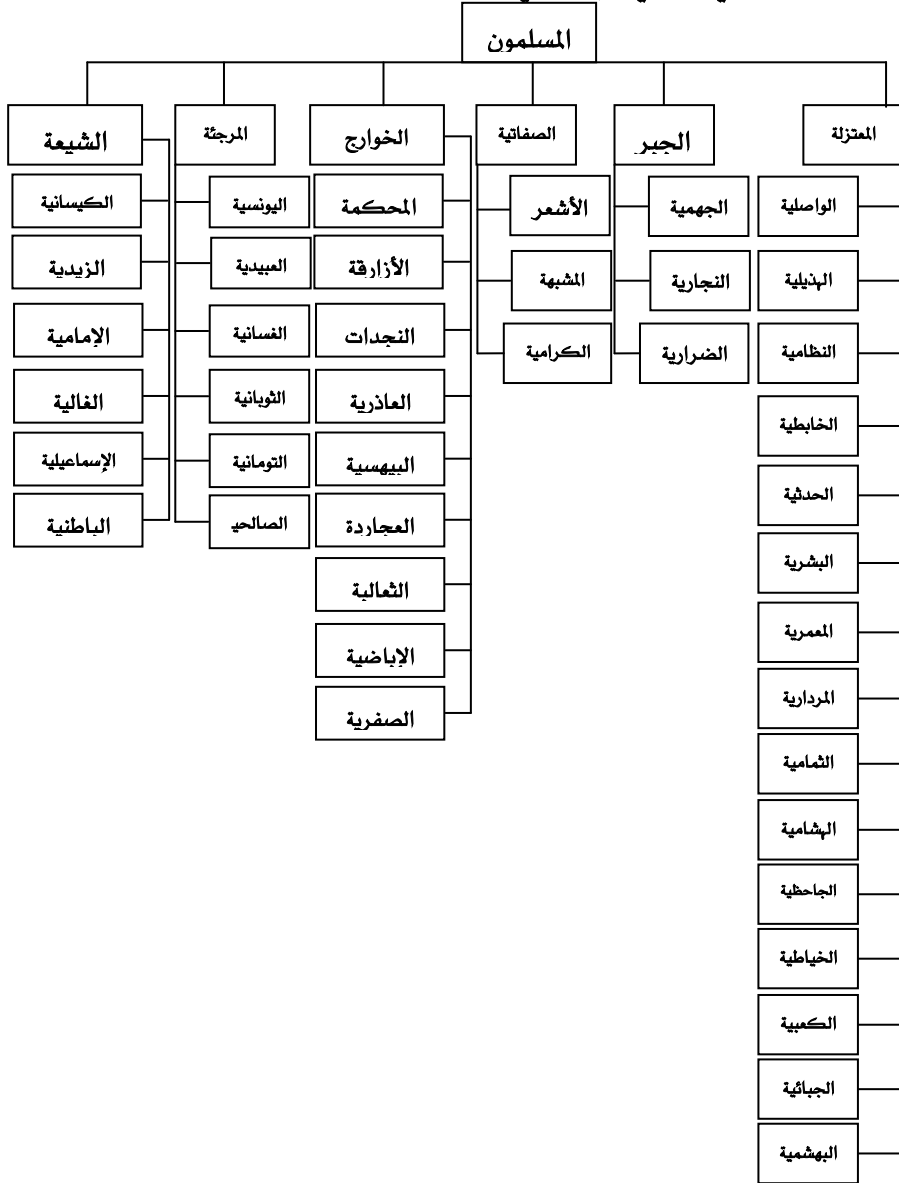 المسلمون
المعتزلة
الجبر
الصفاتية
الخوارج
المرجئة
الشيعة
الواصلية
الهذيلية
النظامية
الخابطية
الحدثية
البشرية
المعمرية
المردارية
الثمامية
الهشامية
الجاحظية
الخياطية
الكعبية
الجبائية
البهشمية
الجهمية
النجارية
الضرارية
الأشعر
المشبهة
الكرامية
المحكمة
الأزارقة
النجدات
العاذرية
البيهسية
العجاردة
الثعالبة
الإباضية
الصفرية
اليونسية
العبيدية
الغسانية
الثوبانية
التومانية
الصالحي
الكيسانية
الزيدية
الإمامية
الغالية
الإسماعيلية
الباطنية